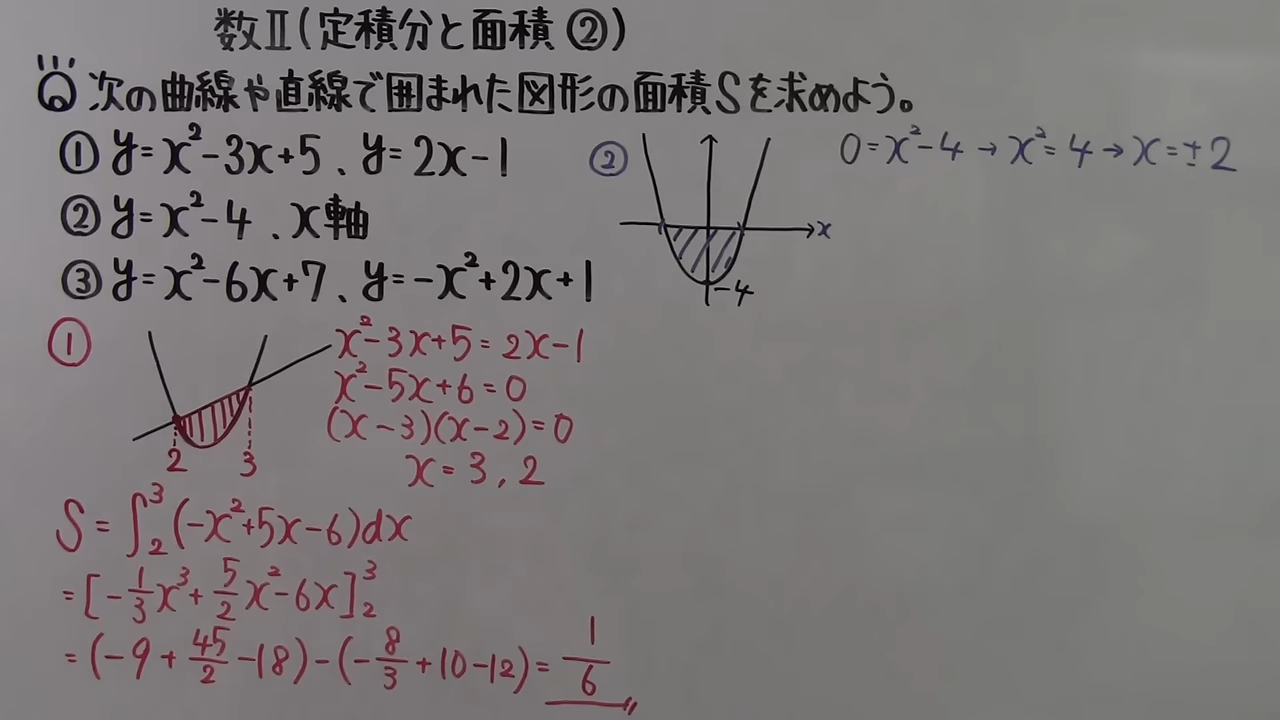 数Ⅱ(定積分と面積 ②)
Q 次の曲線や直線で囲まれた図形の面積Sを求めよう。
① y=x²-3x+5、y=2x-1
② y=x²-4、x軸
③ y=x²-6x+7、y=-x²+2x+1
①
2 3
x²-3x+5=2x-1
x²-5x+6=0
(x-3)(x-2)=0
x=3,2
S=∫₂³(-x²+5x-6)dx
=[-1/3x³+5/2x²-6x]₂³
=(-9+45/2-18)-(-8/3+10-12)=1/6
②
x
-4
0=x²-4→x²=4→x=±2